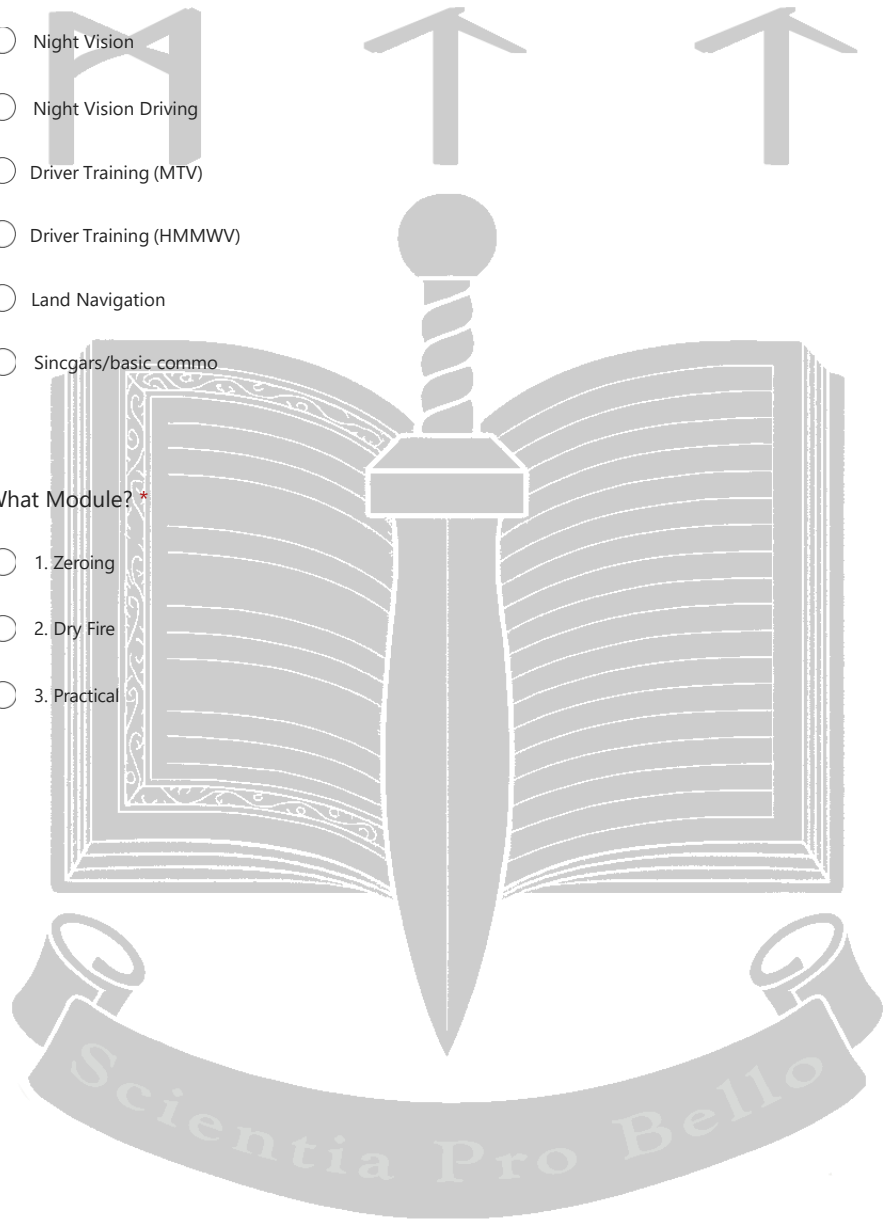 Night Vision
Night Vision Driving
Driver Training (MTV)
Driver Training (HMMWV)
Land Navigation
Sincgars/basic commo
What Module? *
1. Zeroing
2. Dry Fire
3. Practical
Scientia Pro Bello